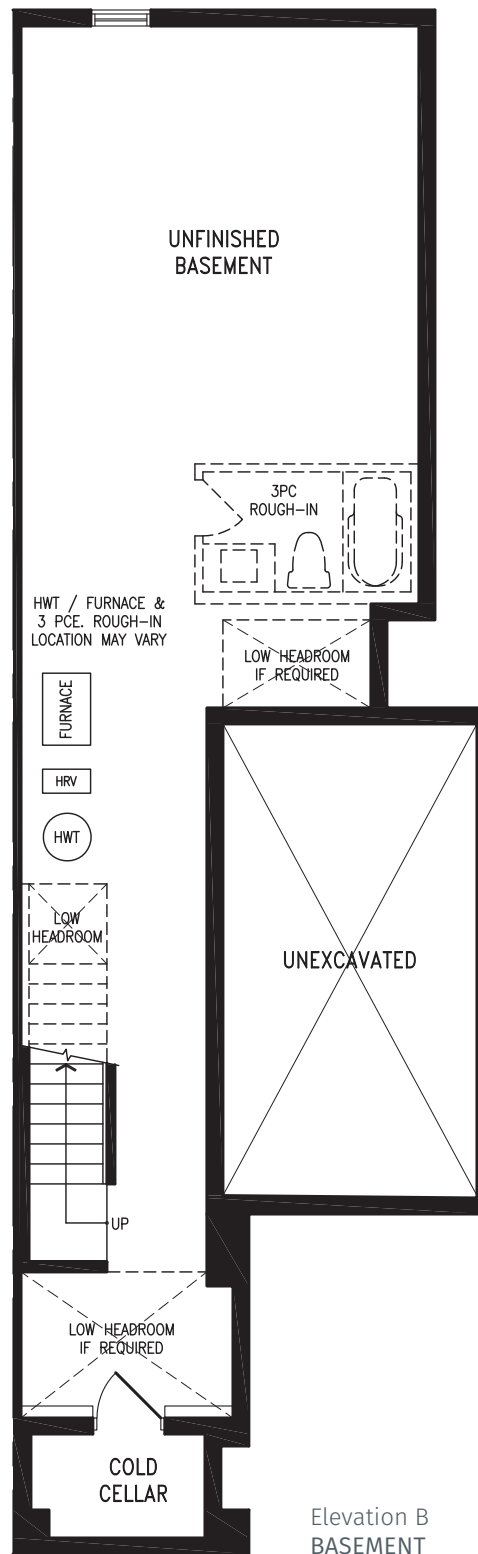 UNFINISHED
BASEMENT
3PC
ROUGH-IN
HWT / FURNACE &
3 PCE. ROUGH-IN
LOCATION MAY VARY
LOW HEADROOM
IF REQUIRED
FURNACE
HRV
HWT
LOW
HEADROOM
UNEXCAVATED
UP
LOW HEADROOM
IF REQUIRED
COLD
CELLAR
Elevation B
BASEMENT